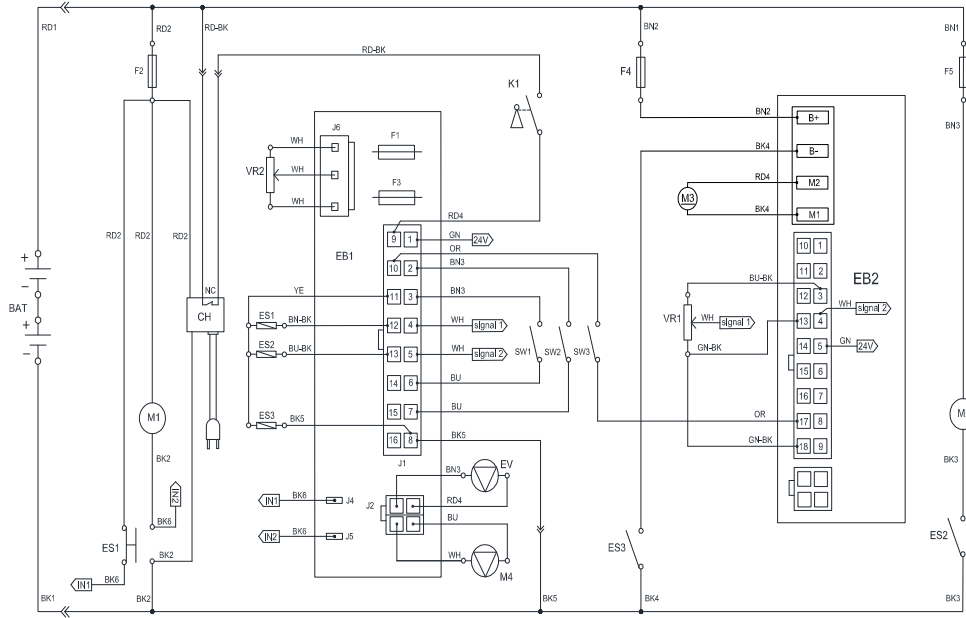 RD1
RD2
RD-BK
BN2
BN1
RD-BK
F2
F4
F5
K1
J6
F1
WH
BN2
B+
BN3
VR2
WH
BK4
B-
F3
RD4
M2
WH
M3
BK4
M1
RD4
RD2
RD2
RD2
9
1
GN
24V
EB1
OR
10
2
BN3
10
1
11
2
EB2
BU-BK
NC
YE
11
3
BN3
12
3
WH
signal 2
BAT
CH
ES1
BN-BK
12
4
WH
signal 1
VR1
WH
signal 1
13
4
GN
ES2
BU-BK
13
5
WH
signal 2
SW1
SW2
SW3
GN-BK
14
5
24V
15
6
14
6
BU
16
7
M1
15
7
BU
ES3
BK5
OR
17
8
M
16
8
BK5
GN-BK
18
9
J1
BK2
BN3
EV
BK3
IN2
IN1
BK6
J4
J2
RD4
BK6
BU
ES1
IN2
BK6
J5
ES3
ES2
BK2
WH
M4
IN1
BK6
BK1
BK2
BK5
BK4
BK3
+
−
+
−